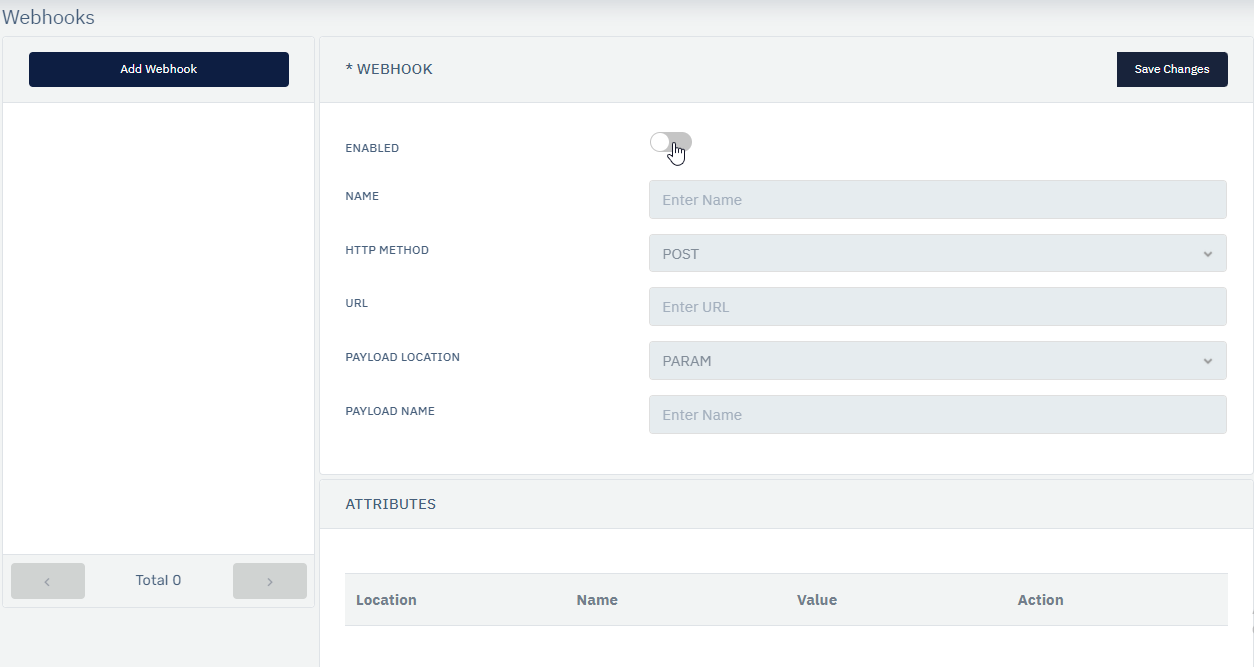 Webhooks
Add Webhook
* WEBHOOK
Save Changes
ENABLED
NAME
Enter Name
HTTP METHOD
POST
URL
Enter URL
PAYLOAD LOCATION
PARAM
PAYLOAD NAME
Enter Name
ATTRIBUTES
Total 0
Location Name Value Action